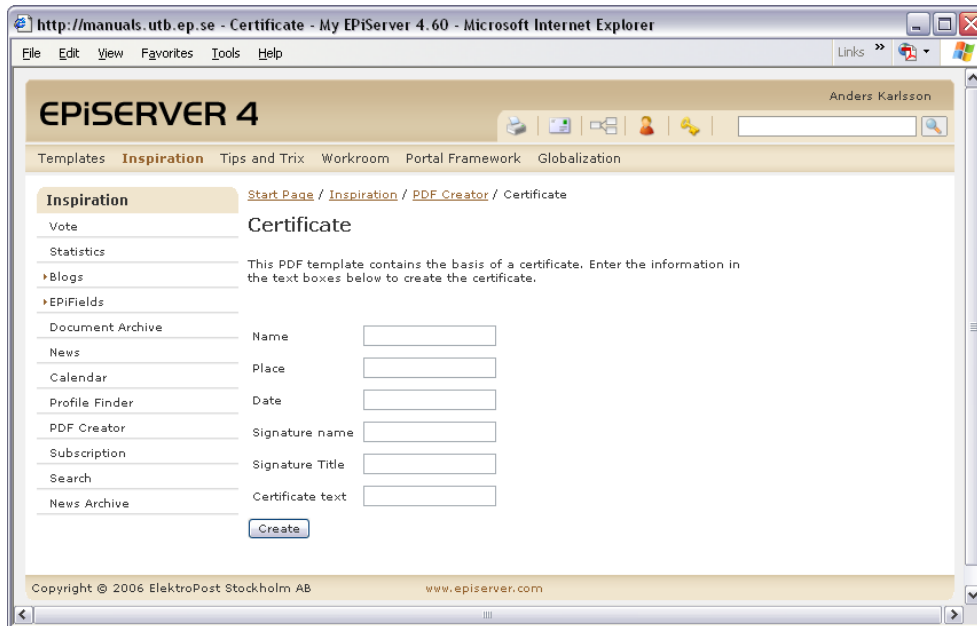 http://manuals.utb.ep.se - Certificate - My EPiServer 4.60 - Microsoft Internet Explorer
File Edit View Favorites Tools Help Links »
Anders Karlsson
EPiSERVER 4
Templates Inspiration Tips and Trix Workroom Portal Framework Globalization
Inspiration
Vote
Statistics
Blogs
EPiFields
Document Archive
News
Calendar
Profile Finder
PDF Creator
Subscription
Search
News Archive
Start Page / Inspiration / PDF Creator / Certificate
Certificate
This PDF template contains the basis of a certificate. Enter the information in
the text boxes below to create the certificate.
Name
Place
Date
Signature name
Signature Title
Certificate text
Create
Copyright © 2006 ElektroPost Stockholm AB www.episerver.com